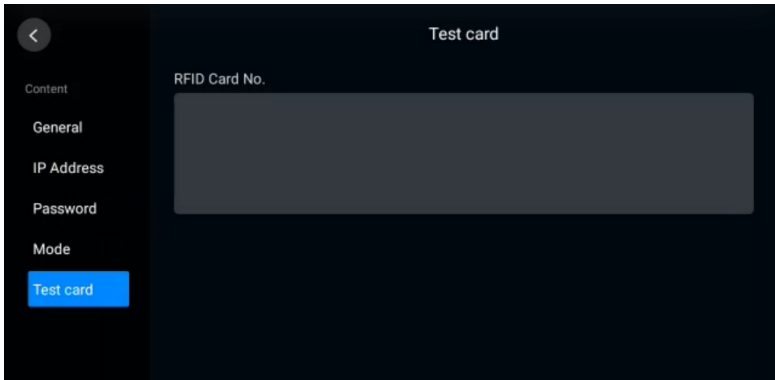 Test card
Content
General
IP Address
Password
Mode
Test card
RFID Card No.